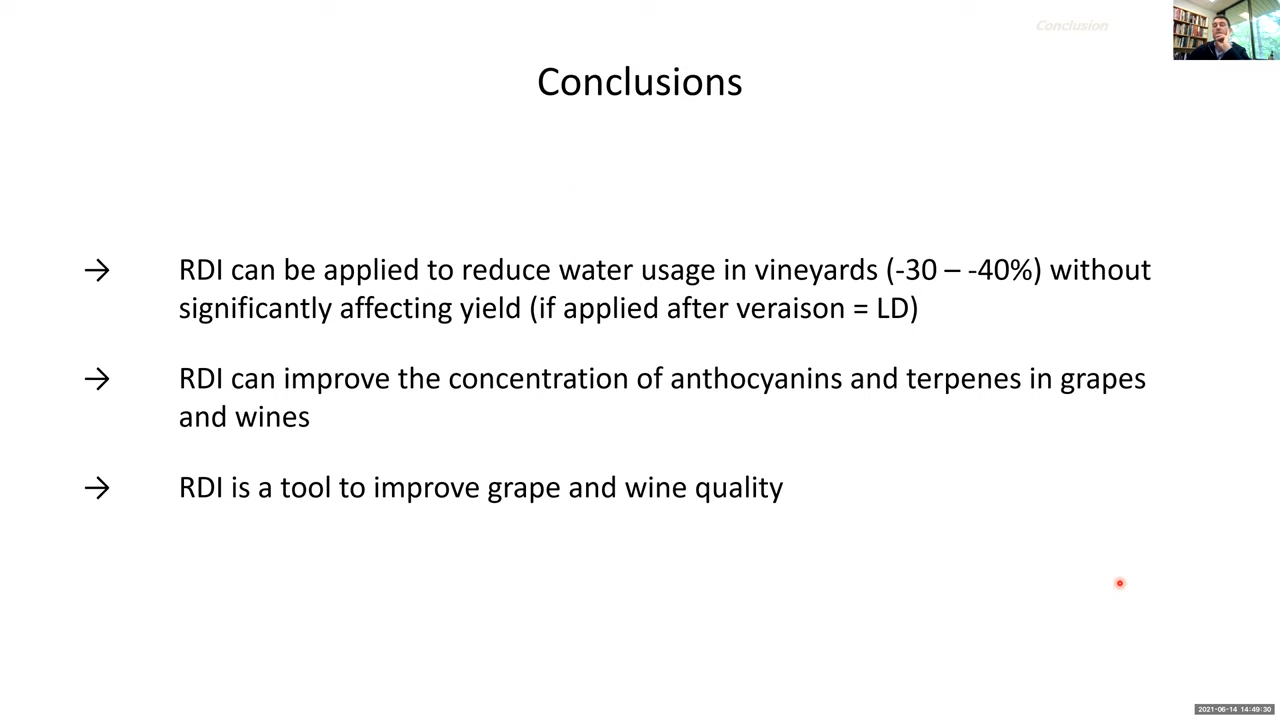 Conclusion
Conclusions
→ RDI can be applied to reduce water usage in vineyards (-30 – -40%) without
significantly affecting yield (if applied after veraison = LD)
→ RDI can improve the concentration of anthocyanins and terpenes in grapes
and wines
→ RDI is a tool to improve grape and wine quality
2021-06-14 14:49:30